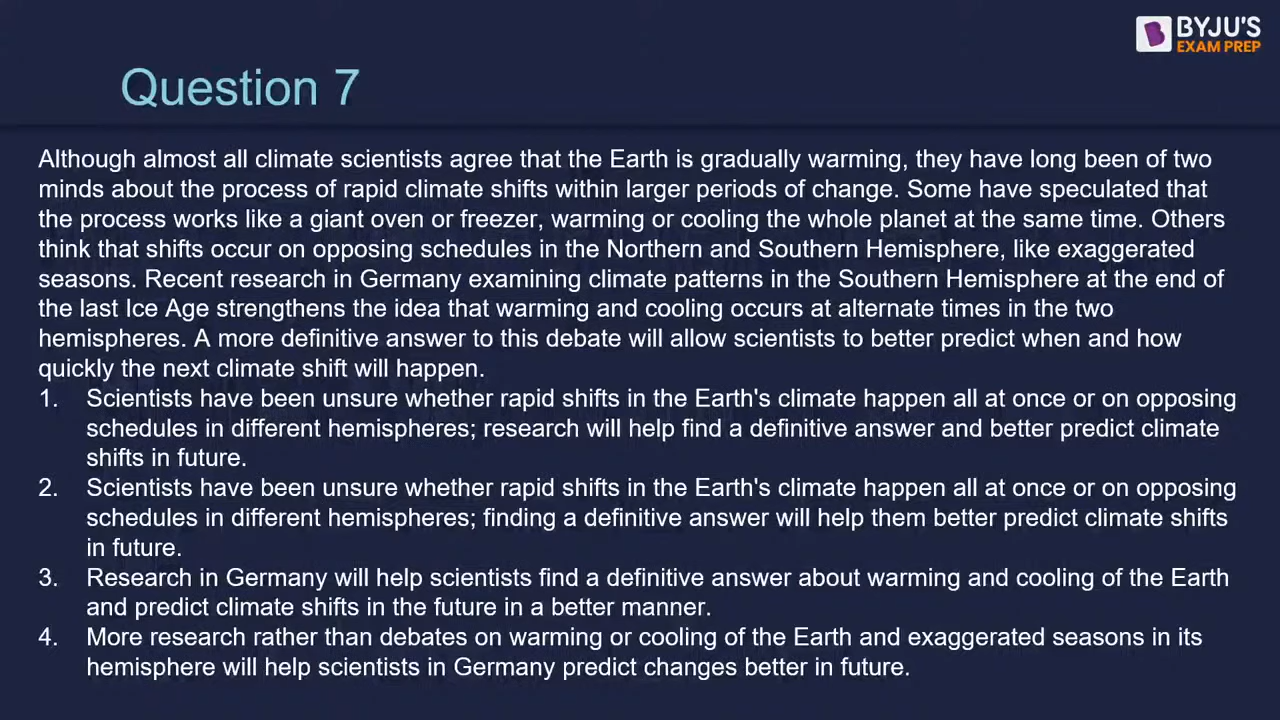 BYJU'S
EXAM PREP
Question 7
Although almost all climate scientists agree that the Earth is gradually warming, they have long been of two
minds about the process of rapid climate shifts within larger periods of change. Some have speculated that
the process works like a giant oven or freezer, warming or cooling the whole planet at the same time. Others
think that shifts occur on opposing schedules in the Northern and Southern Hemisphere, like exaggerated
seasons. Recent research in Germany examining climate patterns in the Southern Hemisphere at the end of
the last Ice Age strengthens the idea that warming and cooling occurs at alternate times in the two
hemispheres. A more definitive answer to this debate will allow scientists to better predict when and how
quickly the next climate shift will happen.
1. Scientists have been unsure whether rapid shifts in the Earth's climate happen all at once or on opposing
schedules in different hemispheres; research will help find a definitive answer and better predict climate
shifts in future.
2. Scientists have been unsure whether rapid shifts in the Earth's climate happen all at once or on opposing
schedules in different hemispheres; finding a definitive answer will help them better predict climate shifts
in future.
3. Research in Germany will help scientists find a definitive answer about warming and cooling of the Earth
and predict climate shifts in the future in a better manner.
4. More research rather than debates on warming or cooling of the Earth and exaggerated seasons in its
hemisphere will help scientists in Germany predict changes better in future.